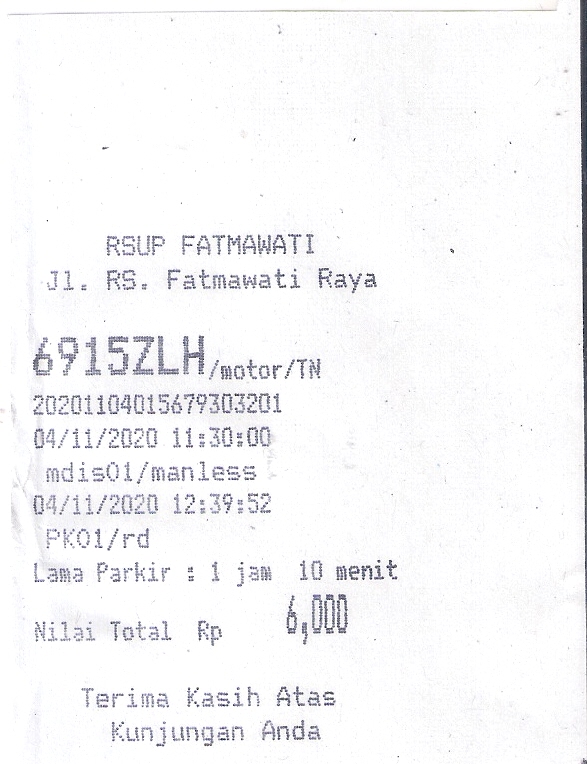 RSUP FATMAWATI
Jl. RS. Fatmawati Raya
6915ZLH/motor/TN
20201104015679303201
04/11/2020 11:30:00
mdis01/manless
04/11/2020 12:39:52
PK01/rd
Lama Parkir : 1 jam 10 menit
Nilai Total Rp 6,000
Terima Kasih Atas
Kunjungan Anda